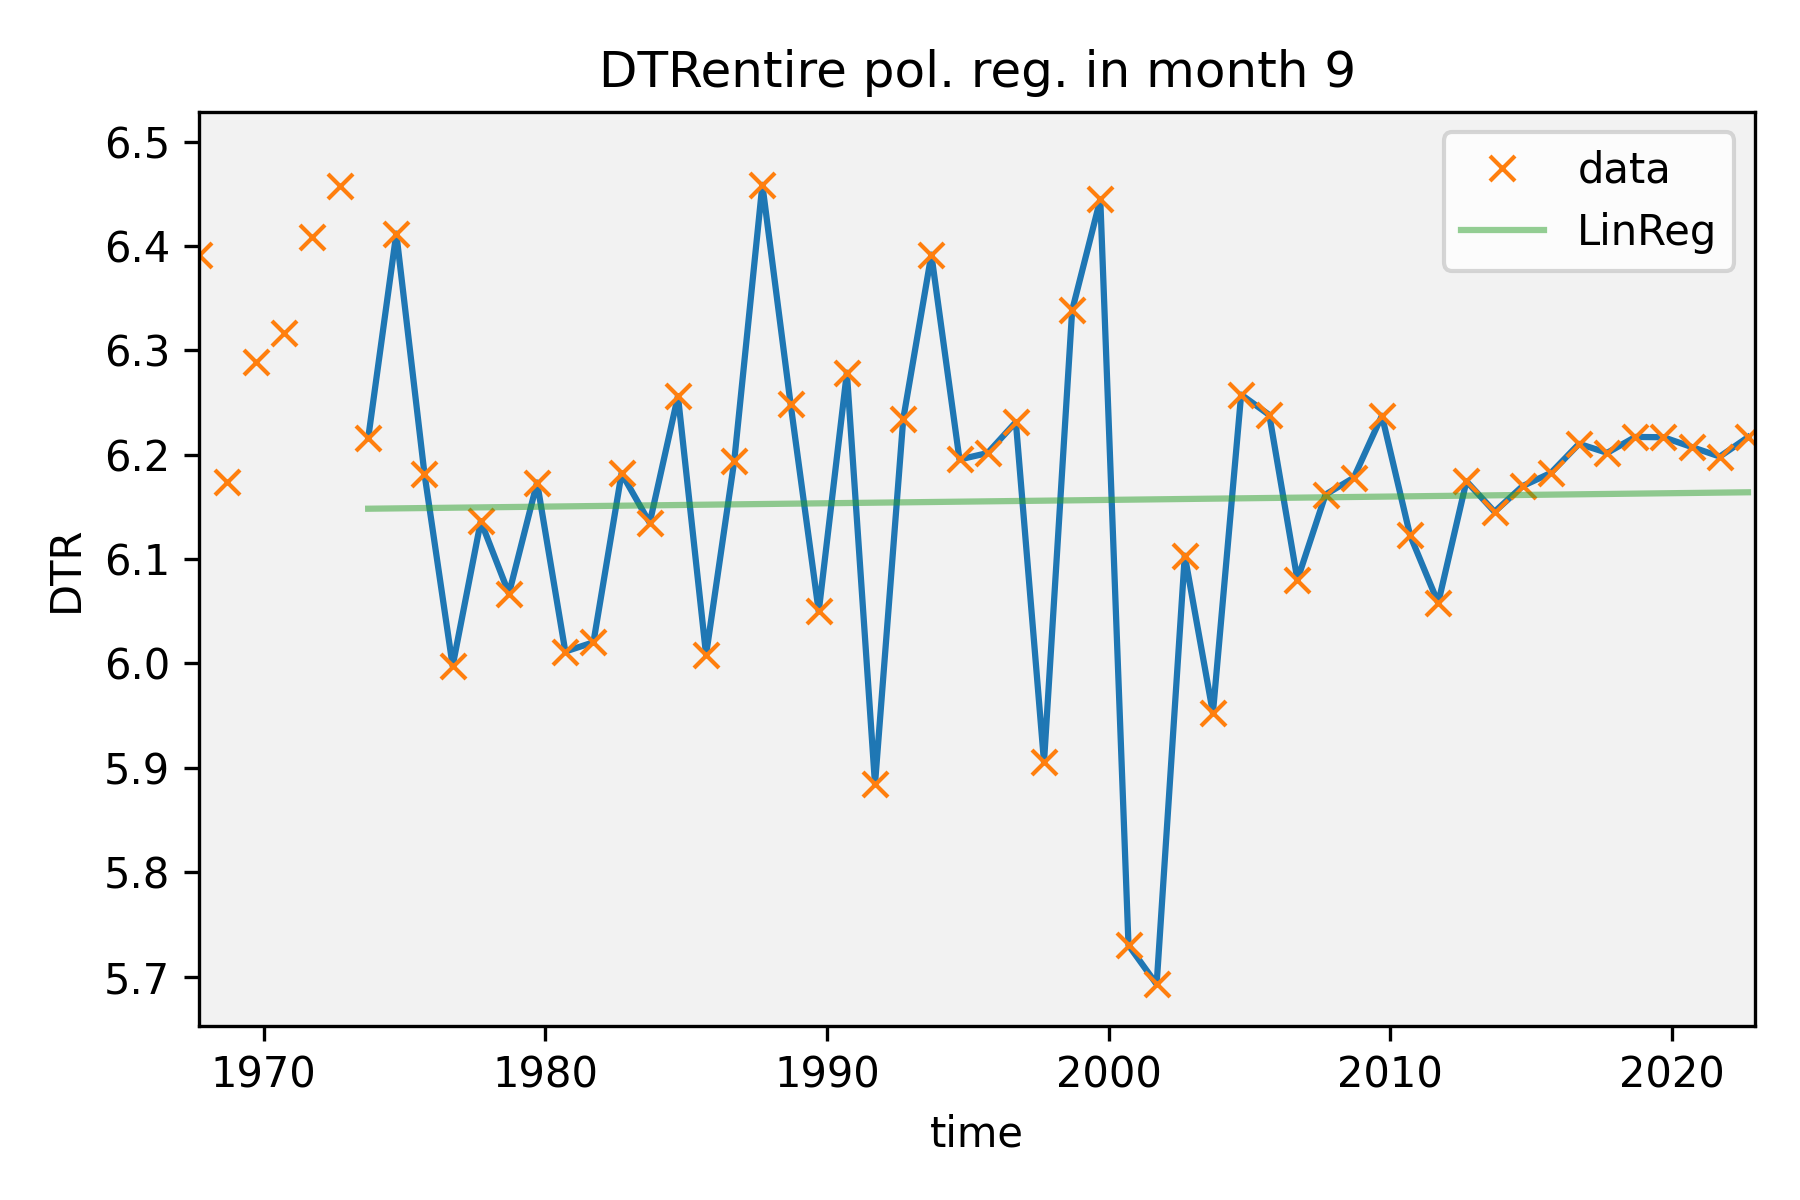 DTRentire pol. reg. in month 9
data
LinReg
6.5
6.4
6.3
6.2
6.1
6.0
5.9
5.8
5.7
DTR
1970 1980 1990 2000 2010 2020
time